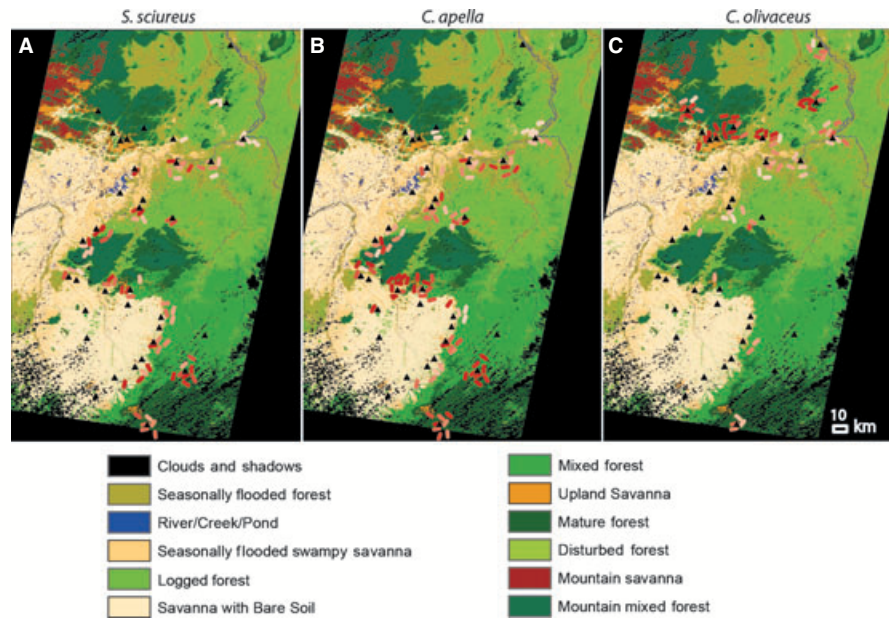 S. sciureus C. apella C. olivaceus
A B C
10
km
Clouds and shadows
Seasonally flooded forest
River/Creek/Pond
Seasonally flooded swampy savanna
Logged forest
Savanna with Bare Soil
Mixed forest
Upland Savanna
Mature forest
Disturbed forest
Mountain savanna
Mountain mixed forest